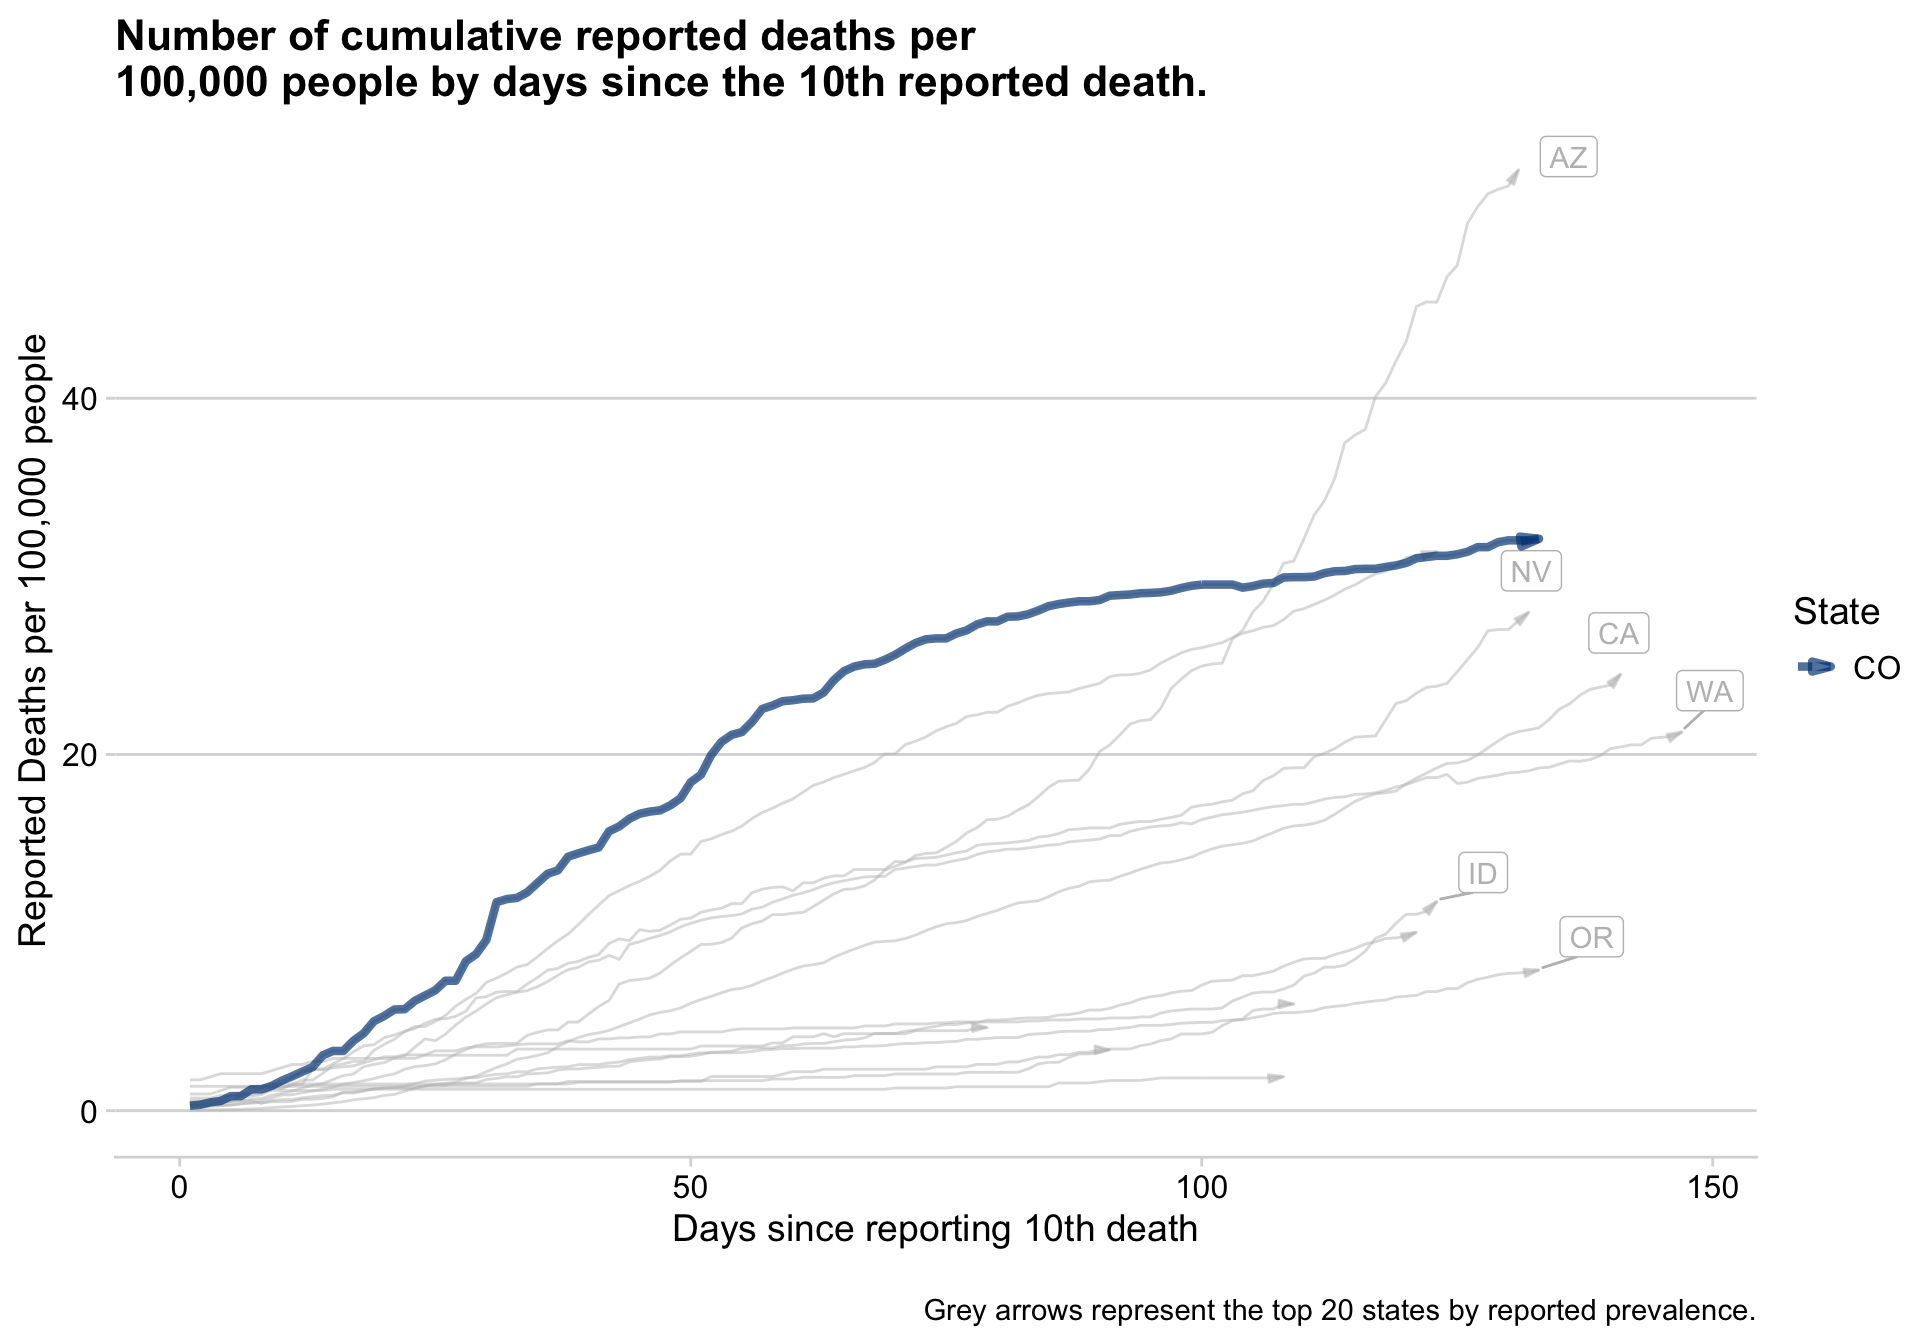 Number of cumulative reported deaths per
100,000 people by days since the 10th reported death.
AZ
40
NV
CA
WA
20
ID
OR
0
Reported Deaths per 100,000 people
State
CO
0 50 100 150
Days since reporting 10th death
Grey arrows represent the top 20 states by reported prevalence.